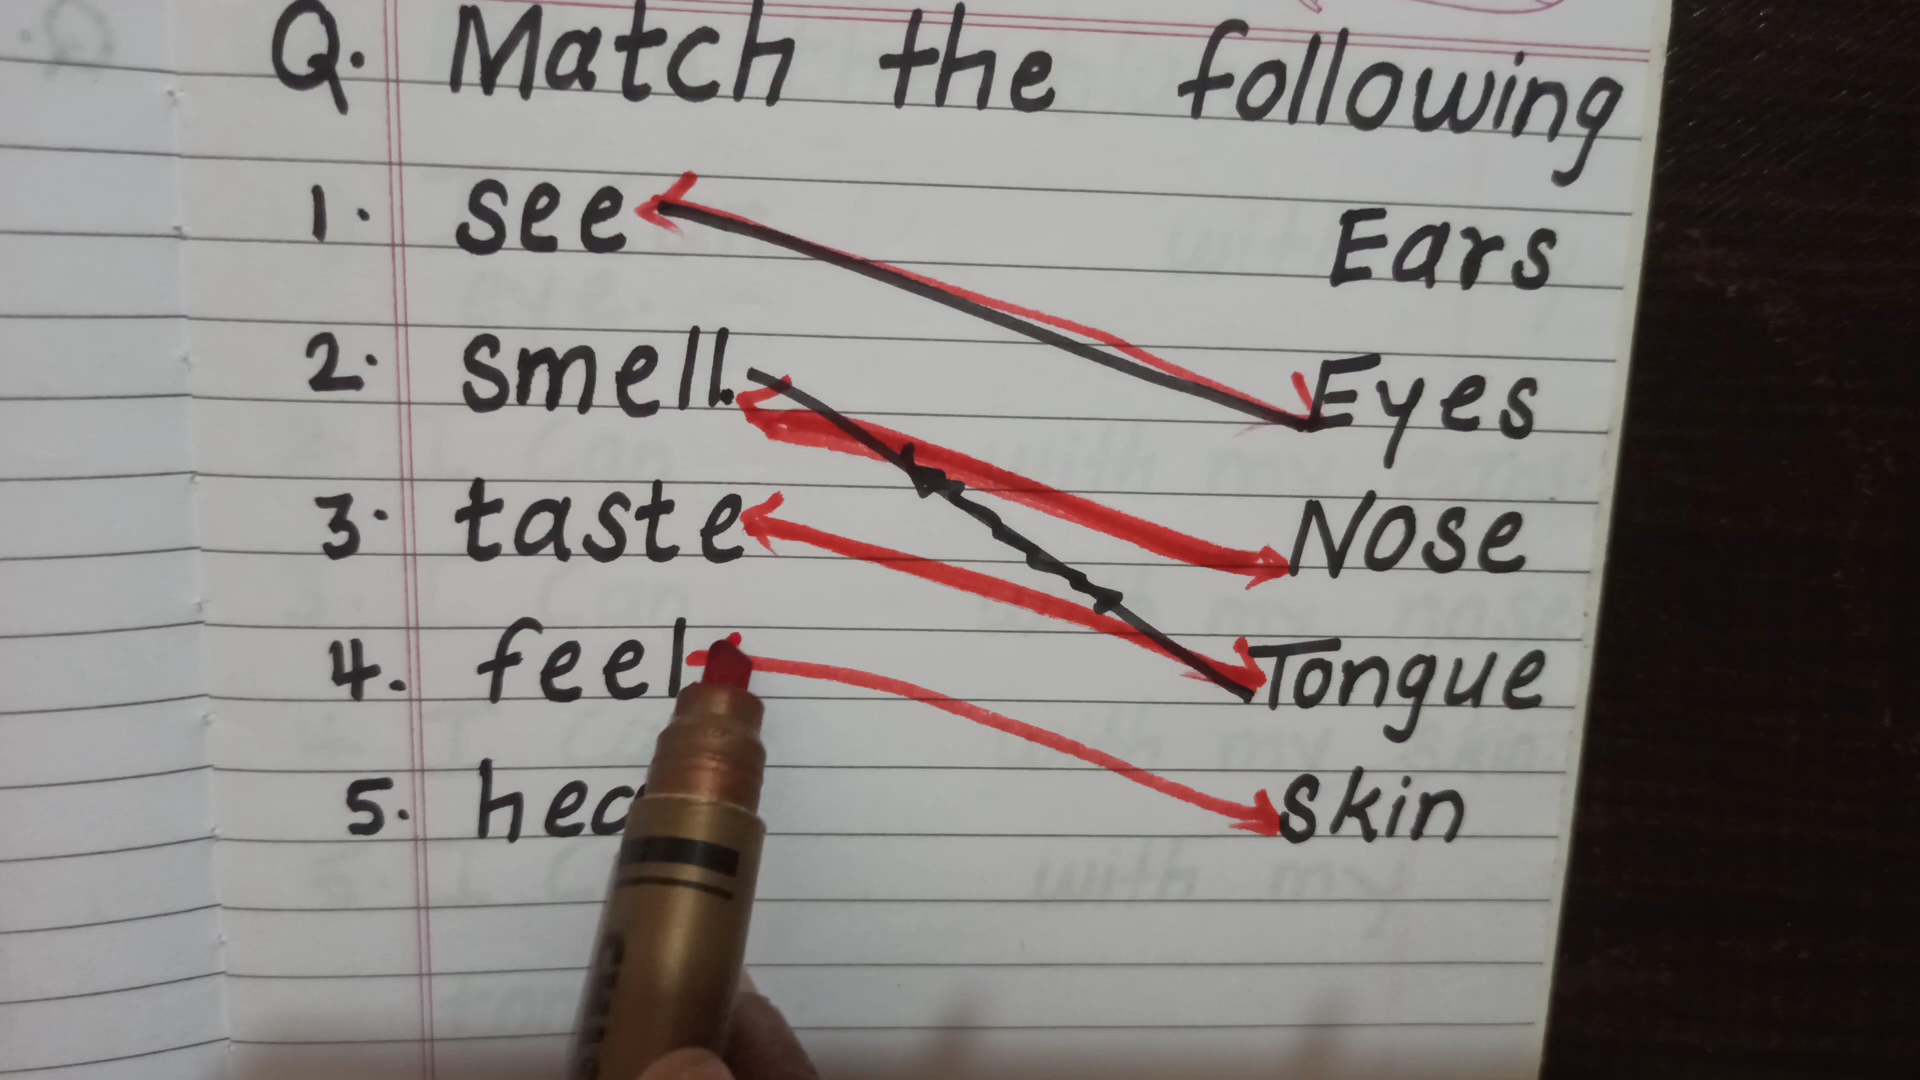 Q. Match the following
1. see Ears
2. smell. Eyes
3. taste Nose
4. feel Tongue
5. Skin